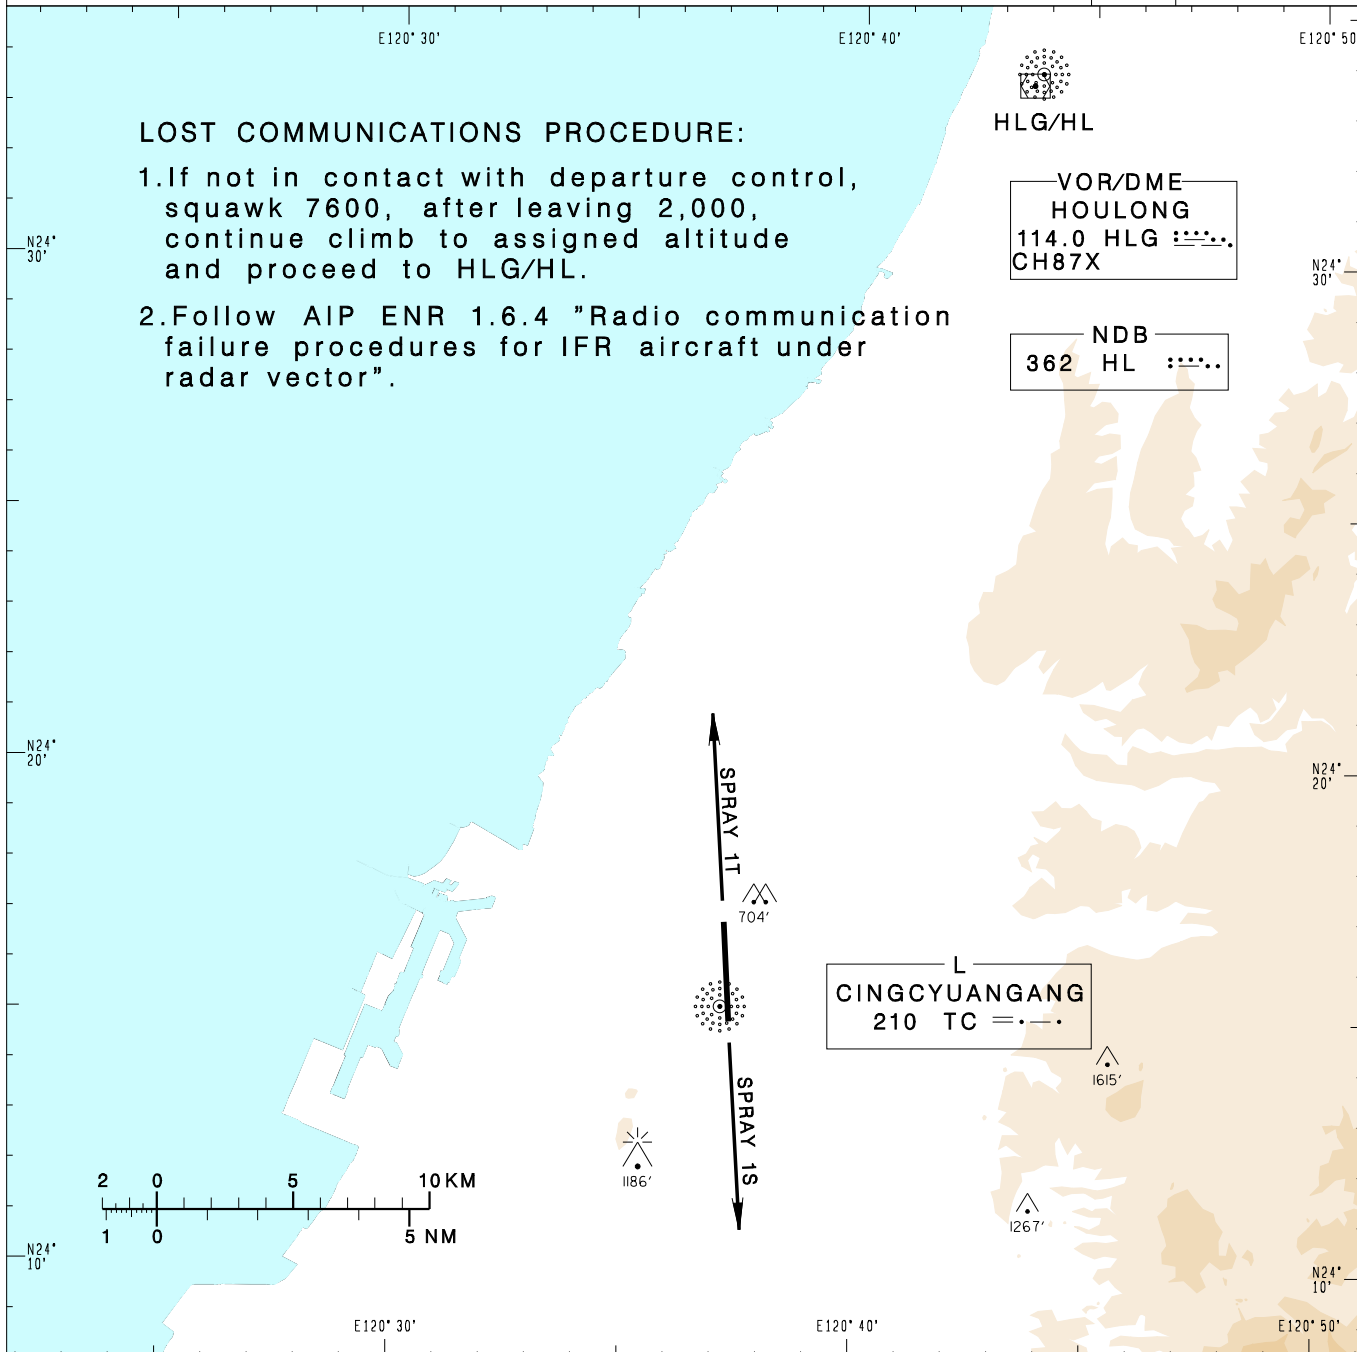 E120° 30'
E120° 40'
E120° 50
HLG/HL
LOST COMMUNICATIONS PROCEDURE:
1.If not in contact with departure control,
squawk 7600, after leaving 2,000,
continue climb to assigned altitude
and proceed to HLG/HL.
2.Follow AIP ENR 1.6.4 "Radio communication
failure procedures for IFR aircraft under
radar vector".
VOR/DME
HOULONG
114.0 HLG
CH87X
N24°
30'
N24°
30'
NDB
362 HL
N24°
20'
N24°
20'
SPRAY 1T
704'
L
CINGCYUANGANG
210 TC
1615'
SPRAY 1S
1186'
1267'
2 0 5 10 KM
1 0 5 NM
N24°
10'
N24°
10'
E120° 30'
E120° 40'
E120° 50'